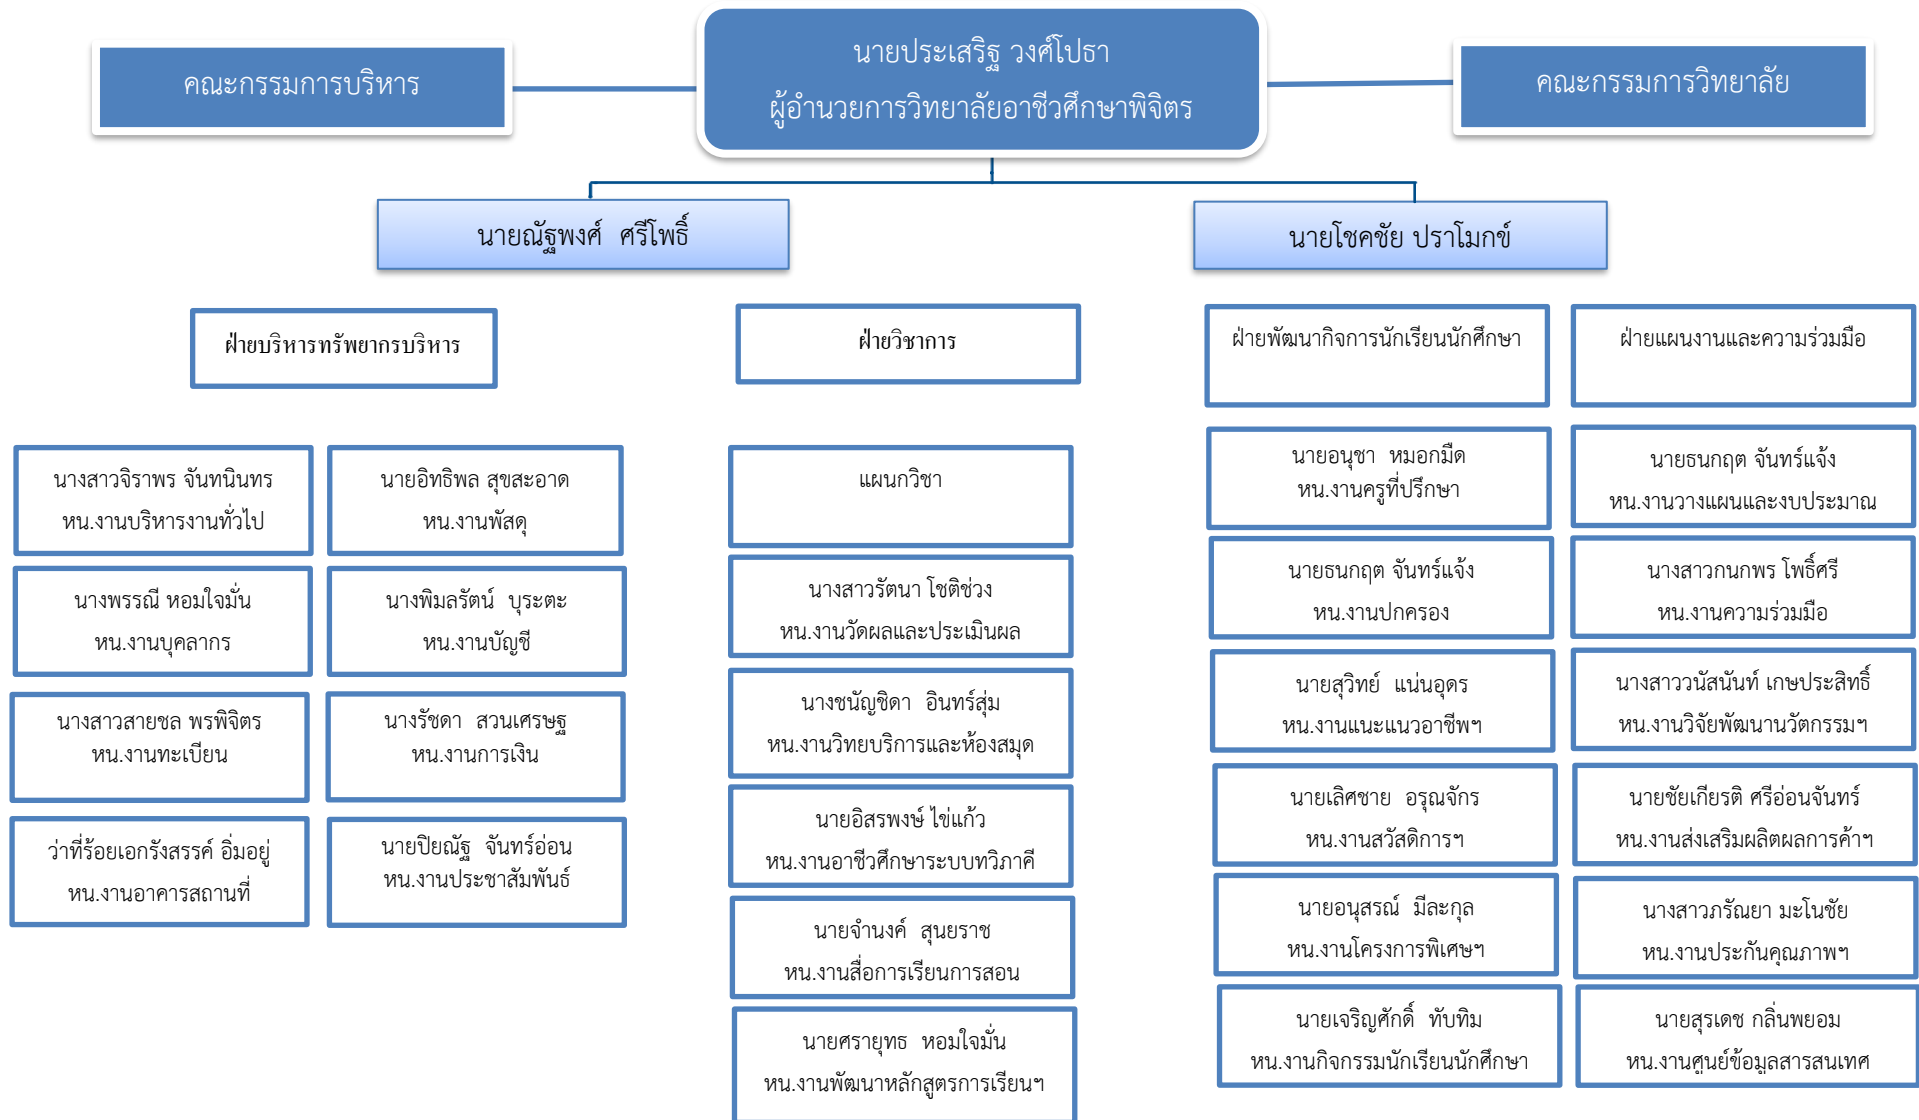 คณะกรรมการบริหาร
นายประเสริฐ วงศ์โปธา
ผู้อำนวยการวิทยาลัยอาชีวศึกษาพิจิตร
คณะกรรมการวิทยาลัย
นายณัฐพงศ์ ศรีโพธิ์
นายโชคชัย ปราโมกข์
ฝ่ายบริหารทรัพยากรบริหาร
ฝ่ายวิชาการ
ฝ่ายพัฒนากิจการนักเรียนนักศึกษา
ฝ่ายแผนงานและความร่วมมือ
นางสาวจิราพร จันทนินทร
หน.งานบริหารงานทั่วไป
นายอิทธิพล สุขสะอาด
หน.งานพัสดุ
นางพรรณี หอมใจมั่น
หน.งานบุคลากร
นางพิมลรัตน์ บุระตะ
หน.งานบัญชี
นางสาวสายชล พรพิจิตร
หน.งานทะเบียน
นางรัชดา สวนเศรษฐ
หน.งานการเงิน
ว่าที่ร้อยเอกรังสรรค์ อิ่มอยู่
หน.งานอาคารสถานที่
นายปิยณัฐ จันทร์อ่อน
หน.งานประชาสัมพันธ์
แผนกวิชา
นางสาวรัตนา โชติช่วง
หน.งานวัดผลและประเมินผล
นางชนัญชิดา อินทร์สุ่ม
หน.งานวิทยบริการและห้องสมุด
นายอิสรพงษ์ ไข่แก้ว
หน.งานอาชีวศึกษาระบบทวิภาคี
นายจำนงค์ สุนยราช
หน.งานสื่อการเรียนการสอน
นายศรายุทธ หอมใจมั่น
หน.งานพัฒนาหลักสูตรการเรียนฯ
นายอนุชา หมอกมืด
หน.งานครูที่ปรึกษา
นายธนกฤต จันทร์แจ้ง
หน.งานปกครอง
นายสุวิทย์ แน่นอุดร
หน.งานแนะแนวอาชีพฯ
นายเลิศชาย อรุณจักร
หน.งานสวัสดิการฯ
นายอนุสรณ์ มีละกุล
หน.งานโครงการพิเศษฯ
นายเจริญศักดิ์ ทับทิม
หน.งานกิจกรรมนักเรียนนักศึกษา
นายธนกฤต จันทร์แจ้ง
หน.งานวางแผนและงบประมาณ
นางสาวกนกพร โพธิ์ศรี
หน.งานความร่วมมือ
นางสาววนัสนันท์ เกษประสิทธิ์
หน.งานวิจัยพัฒนานวัตกรรมฯ
นายชัยเกียรติ ศรีอ่อนจันทร์
หน.งานส่งเสริมผลิตผลการค้าฯ
นางสาวภรัณยา มะโนชัย
หน.งานประกันคุณภาพฯ
นายสุรเดช กลิ่นพยอม
หน.งานศูนย์ข้อมูลสารสนเทศ